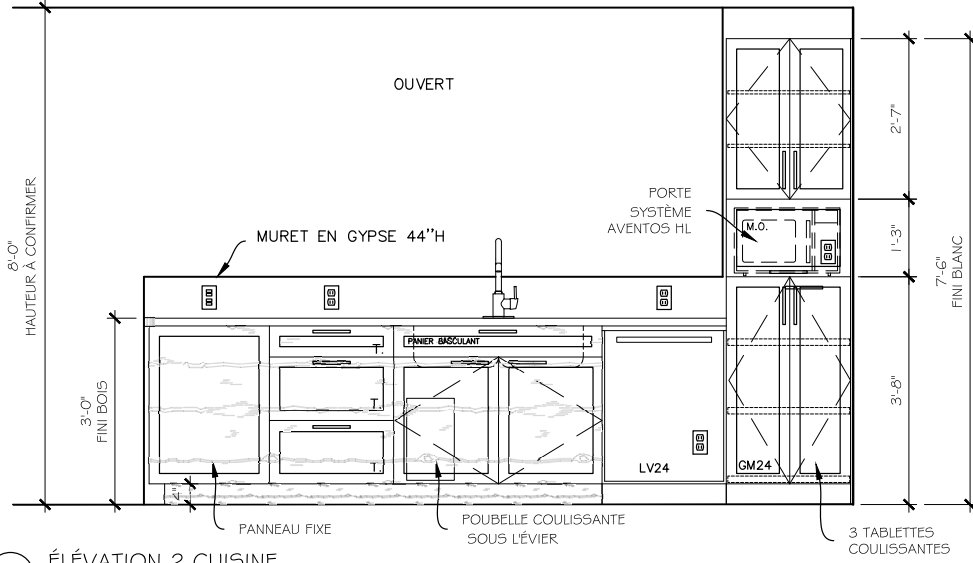 OUVERT
8'-0"
HAUTEUR À CONFIRMER
MURET EN GYPSE 44"H
PORTE
SYSTÈME
AVENTOS HL
M.O.
2'-7"
1'-3"
3'-8"
7'-6"
FINI BLANC
3'-0"
FINI BOIS
PANIER BASCULANT
T.
T.
T.
LV24
GM24
4"
PANNEAU FIXE
POUBELLE COULISSANTE
SOUS L'ÉVIER
3 TABLETTES
COULISSANTES
ÉLÉVATION 2 CUISINE